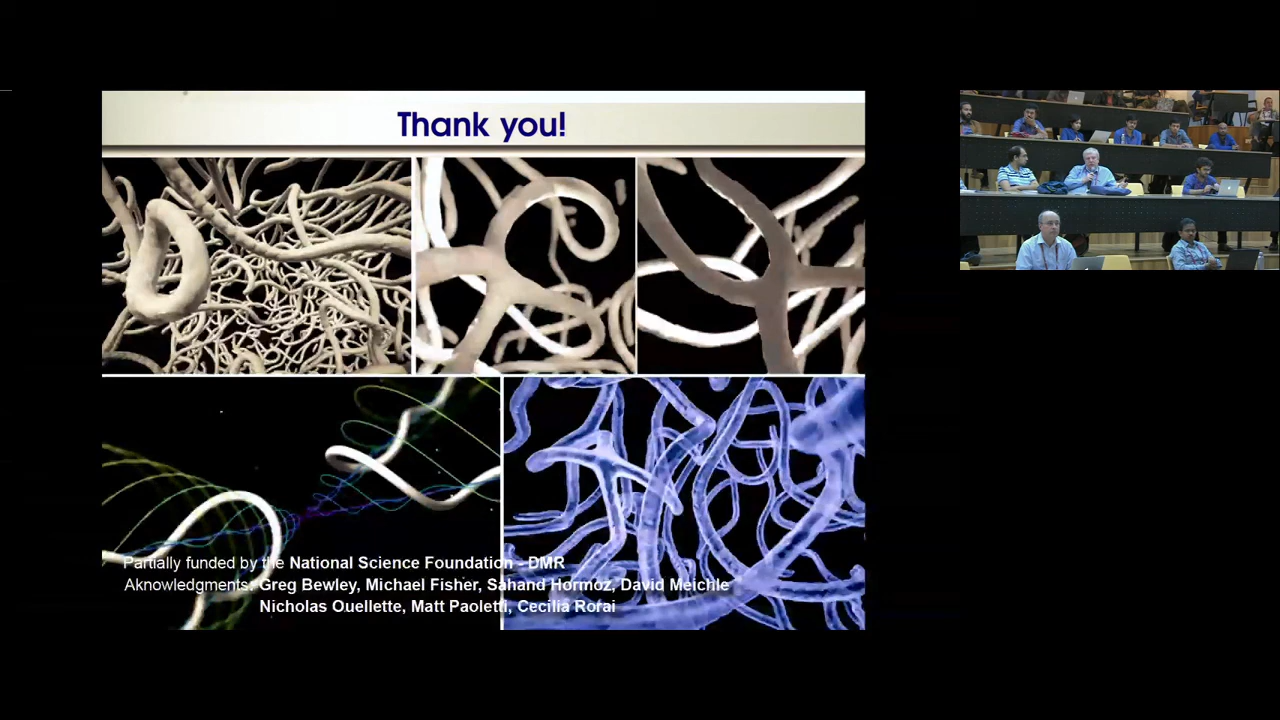 Thank you!
Partially funded by the National Science Foundation - DMR
Aknowledgments: Greg Bewley, Michael Fisher, Sahand Hormoz, David Meichle
Nicholas Ouellette, Matt Paoletti, Cecilia Rorai